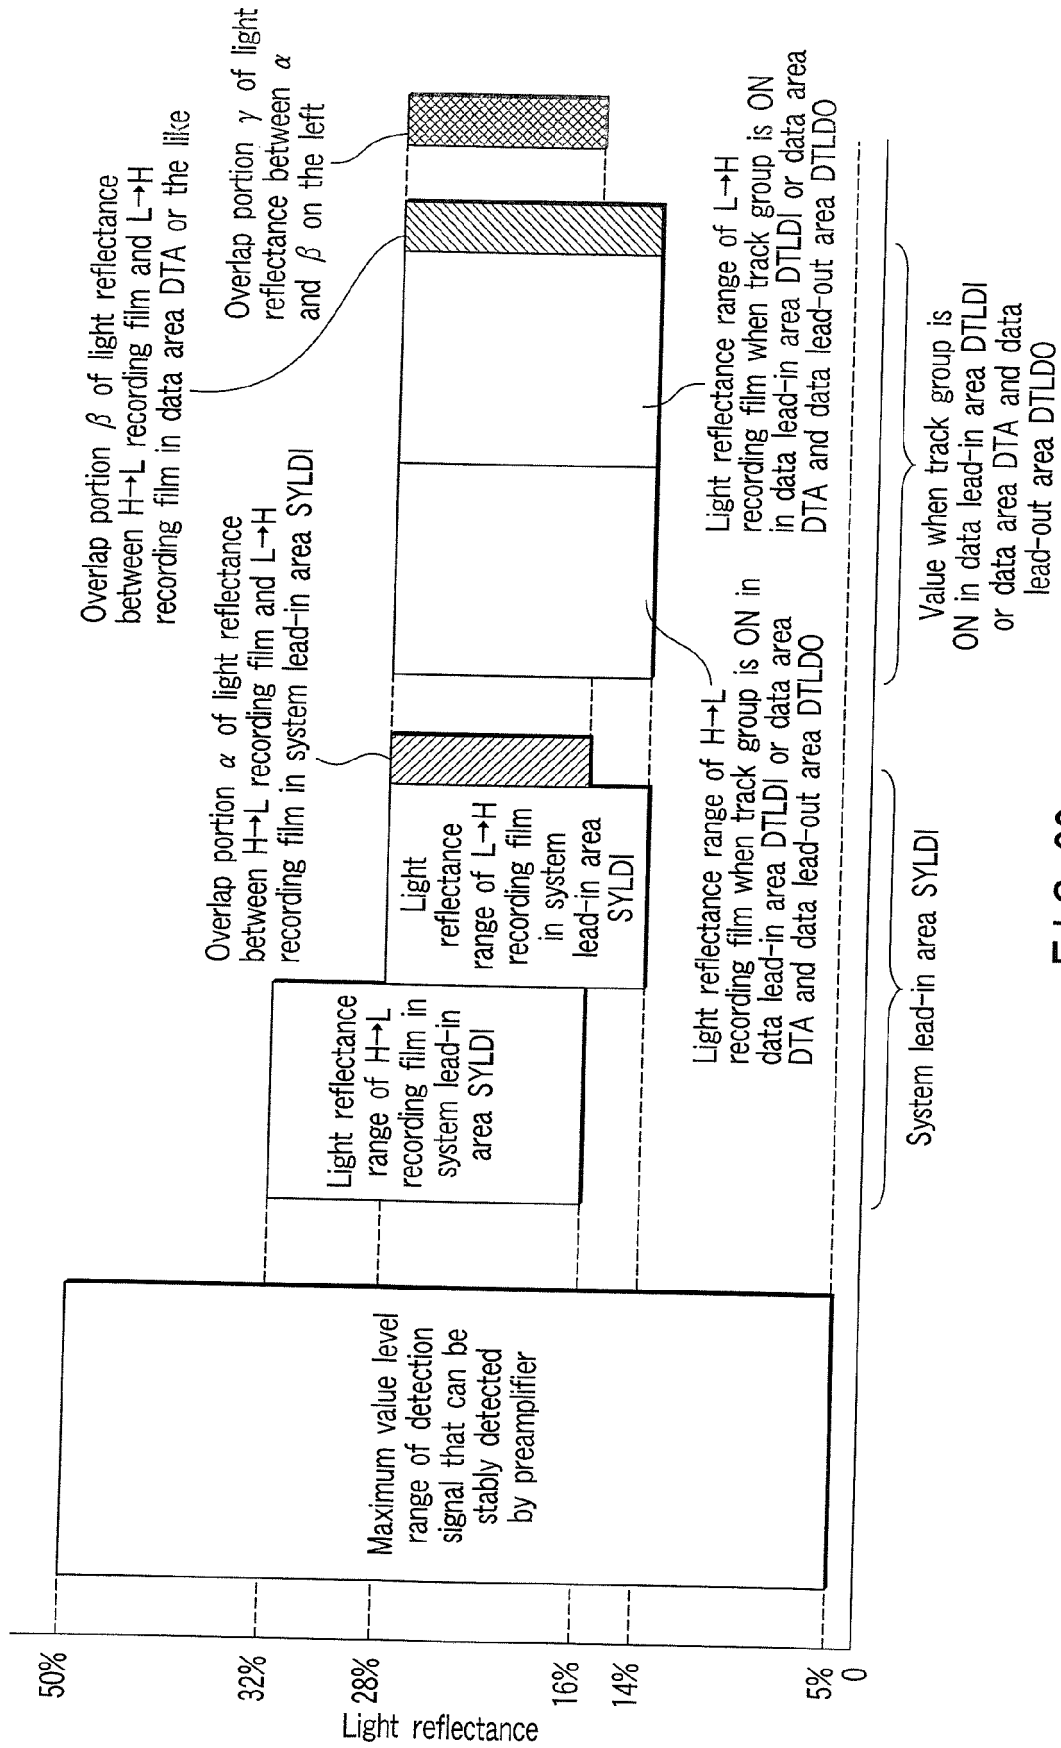 50%
32%
28%
16%
14%
5%
0
Light reflectance
Maximum value level
range of detection
signal that can be
stably detected
by preamplifier
Light reflectance
range of H→L
recording film in
system lead-in
area SYLDI
Light
reflectance
range of L→H
recording film
in system
lead-in area
SYLDI
Overlap portion α of light reflectance
between H→L recording film and L→H
recording film in system lead-in area SYLDI
Overlap portion β of light reflectance
between H→L recording film and L→H
recording film in data area DTA or the like
Overlap portion γ of light
reflectance between α
and β on the left
Light reflectance range of H→L
recording film when track group is ON in
data lead-in area DTLDI or data area
DTA and data lead-out area DTLDO
Light reflectance range of L→H
recording film when track group is ON
in data lead-in area DTLDI or data area
DTA and data lead-out area DTLDO
System lead-in area SYLDI
Value when track group is
ON in data lead-in area DTLDI
or data area DTA and data
lead-out area DTLDO